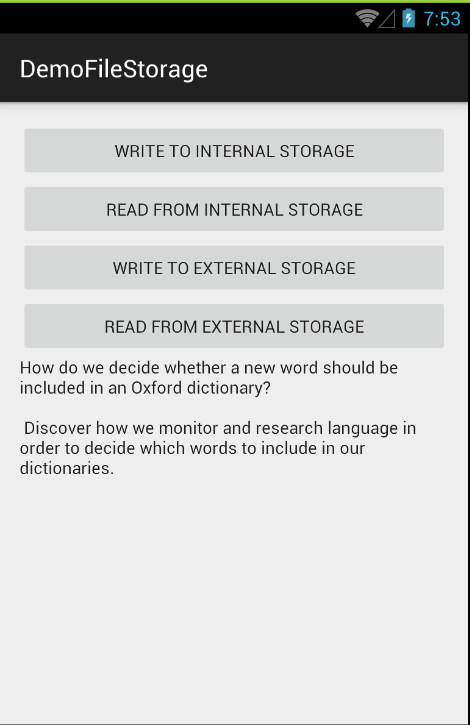 7:53
DemoFileStorage
WRITE TO INTERNAL STORAGE
READ FROM INTERNAL STORAGE
WRITE TO EXTERNAL STORAGE
READ FROM EXTERNAL STORAGE
How do we decide whether a new word should be
included in an Oxford dictionary?
Discover how we monitor and research language in
order to decide which words to include in our
dictionaries.